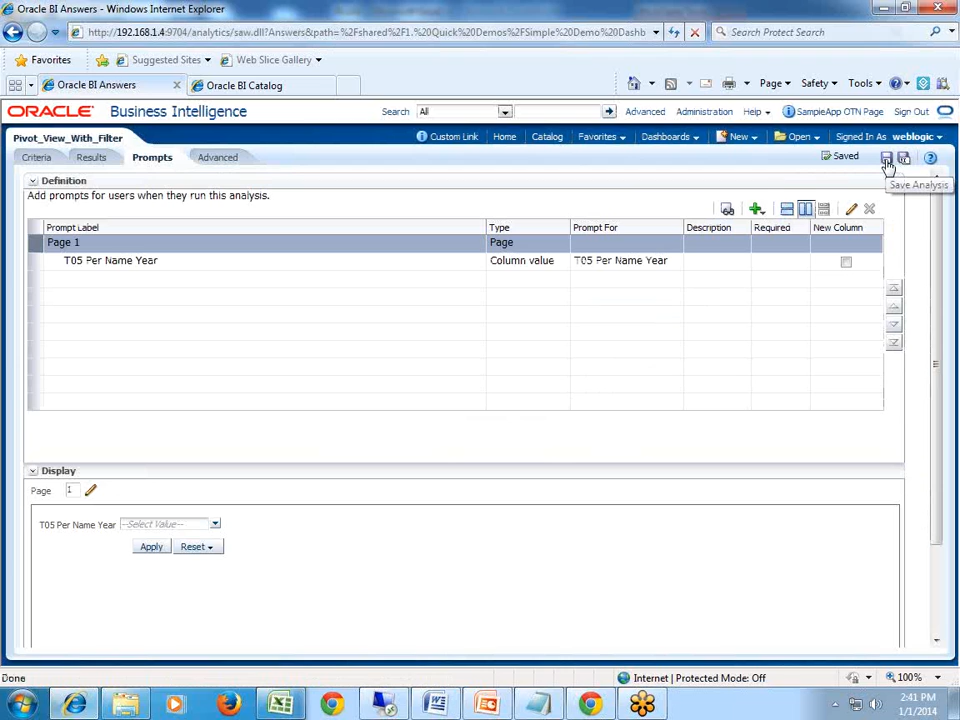 Oracle BI Answers - Windows Internet Explorer
http://192.168.1.4:9704/analytics/saw.dll?Answers&path=%2Fshared%2F1.%20Quick%20Demos%2FSimple%20Demo%20Dashb
Search Protect Search
Favorites Suggested Sites Web Slice Gallery
Oracle BI Answers Oracle BI Catalog Page Safety Tools
ORACLE Business Intelligence Search All Advanced Administration Help SampleApp OTN Page Sign Out
Pivot_View_With_Filter Custom Link Home Catalog Favorites Dashboards New Open Signed In As weblogic
Criteria Results Prompts Advanced Saved
Save Analysis
Definition
Add prompts for users when they run this analysis.
Prompt Label Type Prompt For Description Required New Column
Page 1 Page
T05 Per Name Year Column value T05 Per Name Year
Display
Page 1
T05 Per Name Year --Select Value--
Apply Reset
Done Internet | Protected Mode: Off 100%
2:41 PM
1/1/2014